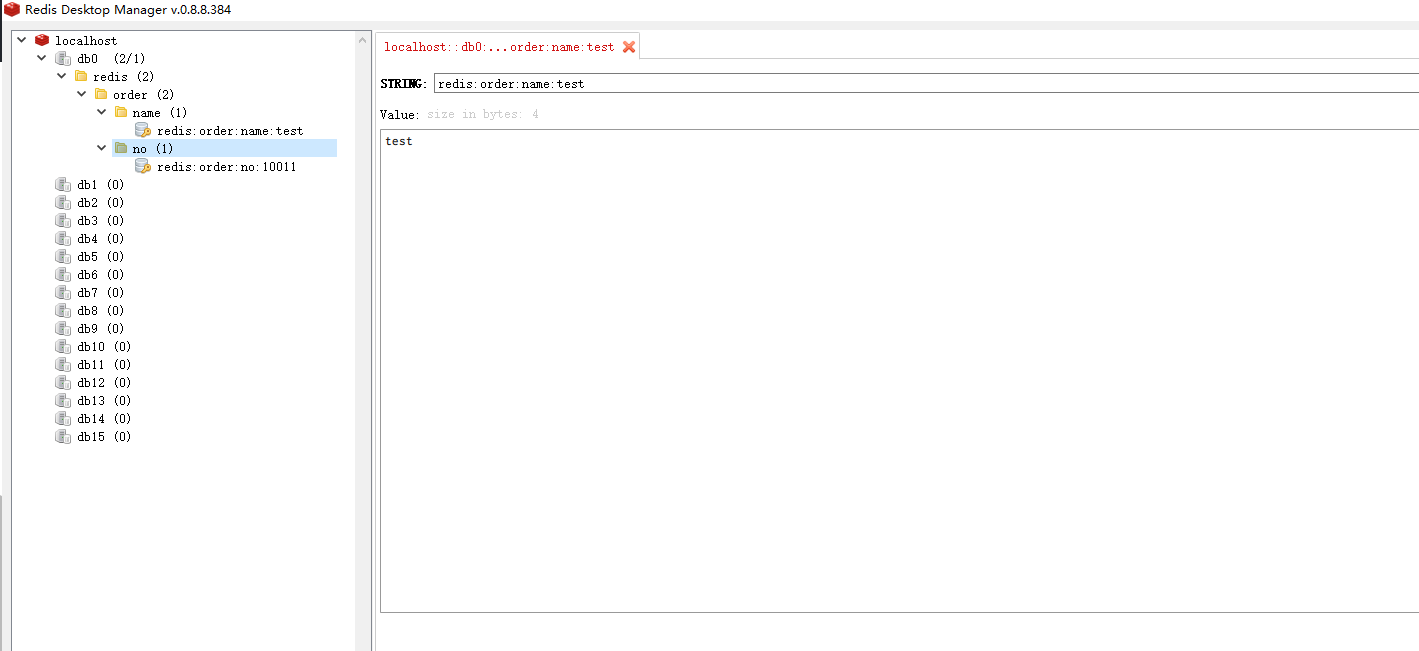 Redis Desktop Manager v.0.8.8.384
localhost
db0 (2/1)
redis (2)
order (2)
name (1)
redis:order:name:test
no (1)
redis:order:no:10011
db1 (0)
db2 (0)
db3 (0)
db4 (0)
db5 (0)
db6 (0)
db7 (0)
db8 (0)
db9 (0)
db10 (0)
db11 (0)
db12 (0)
db13 (0)
db14 (0)
db15 (0)
localhost::db0:...order:name:test
STRING: redis:order:name:test
Value: size in bytes: 4
test